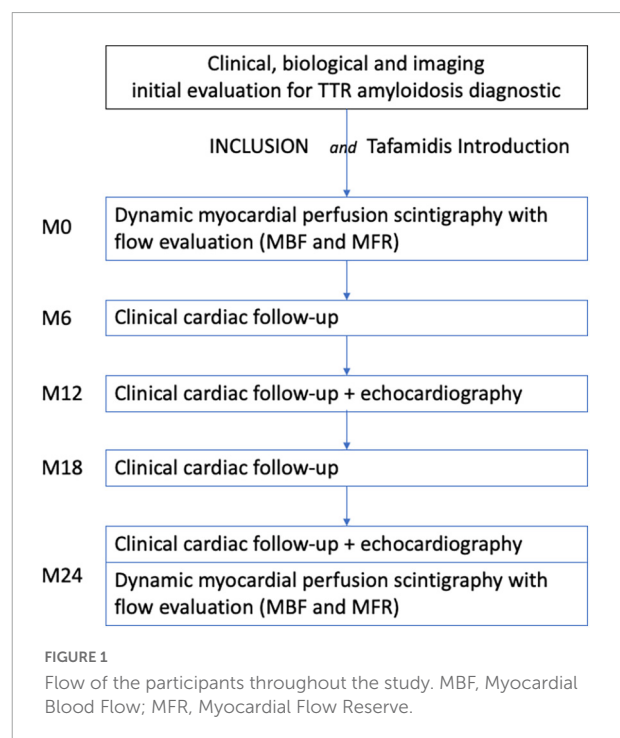 Clinical, biological and imaging
initial evaluation for TTR amyloidosis diagnostic
INCLUSION and Tafamidis Introduction
M0
Dynamic myocardial perfusion scintigraphy with
flow evaluation (MBF and MFR)
M6
Clinical cardiac follow-up
M12
Clinical cardiac follow-up + echocardiography
M18
Clinical cardiac follow-up
M24
Clinical cardiac follow-up + echocardiography
Dynamic myocardial perfusion scintigraphy with
flow evaluation (MBF and MFR)
FIGURE 1
Flow of the participants throughout the study. MBF, Myocardial
Blood Flow; MFR, Myocardial Flow Reserve.